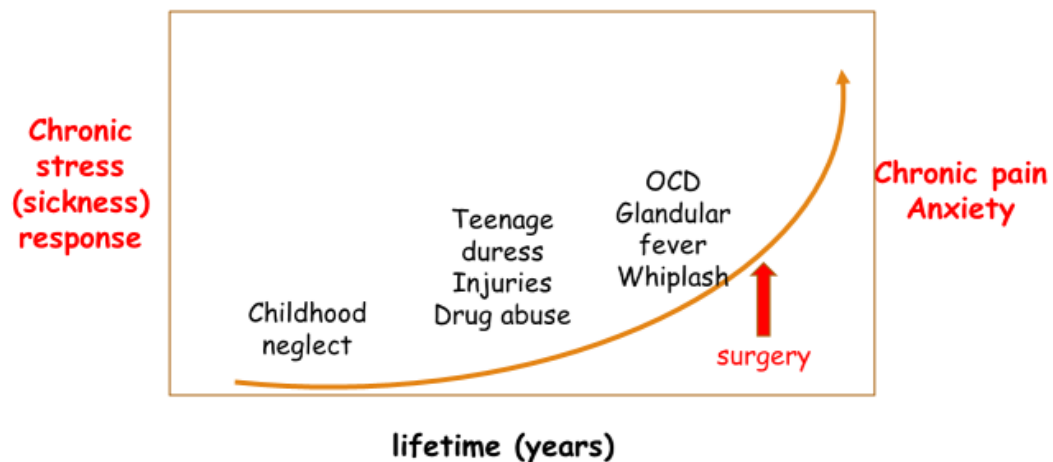 Chronic
stress
(sickness)
response
Childhood
neglect
Teenage
duress
Injuries
Drug abuse
OCD
Glandular
fever
Whiplash
surgery
Chronic pain
Anxiety
lifetime (years)